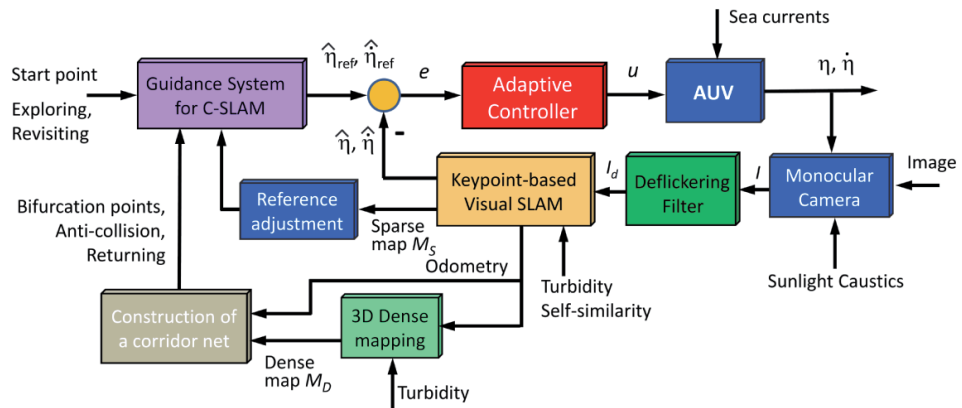 Sea currents
Start point
Exploring,
Revisiting
Guidance System
for C-SLAM
η̂ref, η̇̂ref
e
Adaptive
Controller
u
AUV
η, η̇
η̂, η̇̂
-
Keypoint-based
Visual SLAM
Id
Deflickering
Filter
I
Monocular
Camera
Image
Reference
adjustment
Bifurcation points,
Anti-collision,
Returning
Sparse
map MS
Odometry
Turbidity
Self-similarity
Sunlight Caustics
Construction of
a corridor net
3D Dense
mapping
Dense
map MD
Turbidity